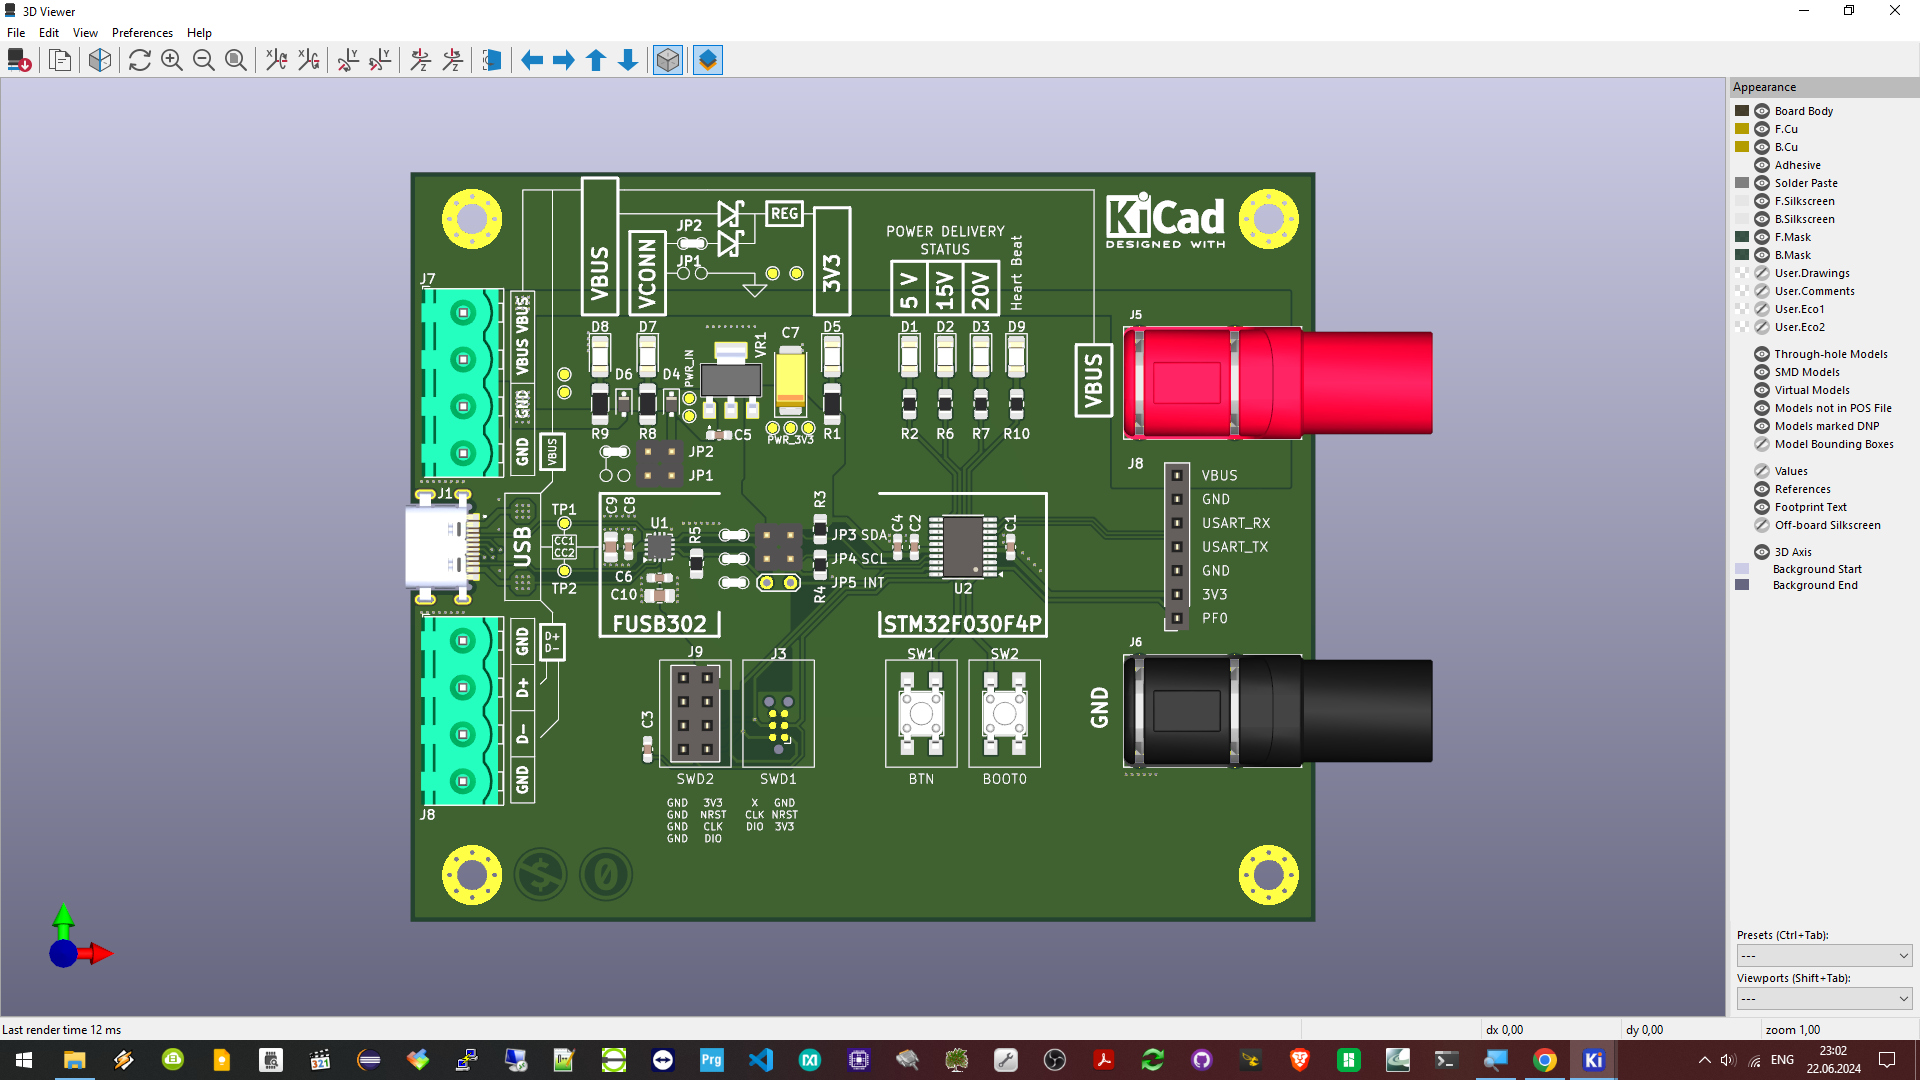 3D Viewer
File Edit View Preferences Help
Appearance
Board Body
F.Cu
B.Cu
Adhesive
Solder Paste
F.Silkscreen
B.Silkscreen
F.Mask
B.Mask
User.Drawings
User.Comments
User.Eco1
User.Eco2
Through-hole Models
SMD Models
Virtual Models
Models not in POS File
Models marked DNP
Model Bounding Boxes
Values
References
Footprint Text
Off-board Silkscreen
3D Axis
Background Start
Background End
Presets (Ctrl+Tab):
---
Viewports (Shift+Tab):
---
VBUS
VCONN
JP2
JP1
REG
3V3
POWER DELIVERY
STATUS
5 V
15V
20V
Heart Beat
KiCad
DESIGNED WITH
J7
VBUS
VBUS
GND
GND
VBUS
D8 D7 D5 D1 D2 D3 D9
D6 D4
PWR_IN
VR1
C7
R9 R8 C5 PWR_3V3 R1 R2 R6 R7 R10
JP2
JP1
VBUS
J5
J1
USB
TP1
CC1
CC2
TP2
C9
C8
U1
R5
C6
C10
FUSB302
R3
JP3 SDA
JP4 SCL
JP5 INT
R4
C4
C2
C1
U2
STM32F030F4P
J8
VBUS
GND
USART_RX
USART_TX
GND
3V3
PF0
J6
GND
GND
D+
D-
GND
D+
D-
J8
J9
C3
SWD2
J3
SWD1
SW1
BTN
SW2
BOOT0
GND 3V3 X GND
GND NRST CLK NRST
GND CLK DIO 3V3
GND DIO
$ 0
Last render time 12 ms
dx 0,00
dy 0,00
zoom 1,00
321
Prg
Ki
ENG
23:02
22.06.2024